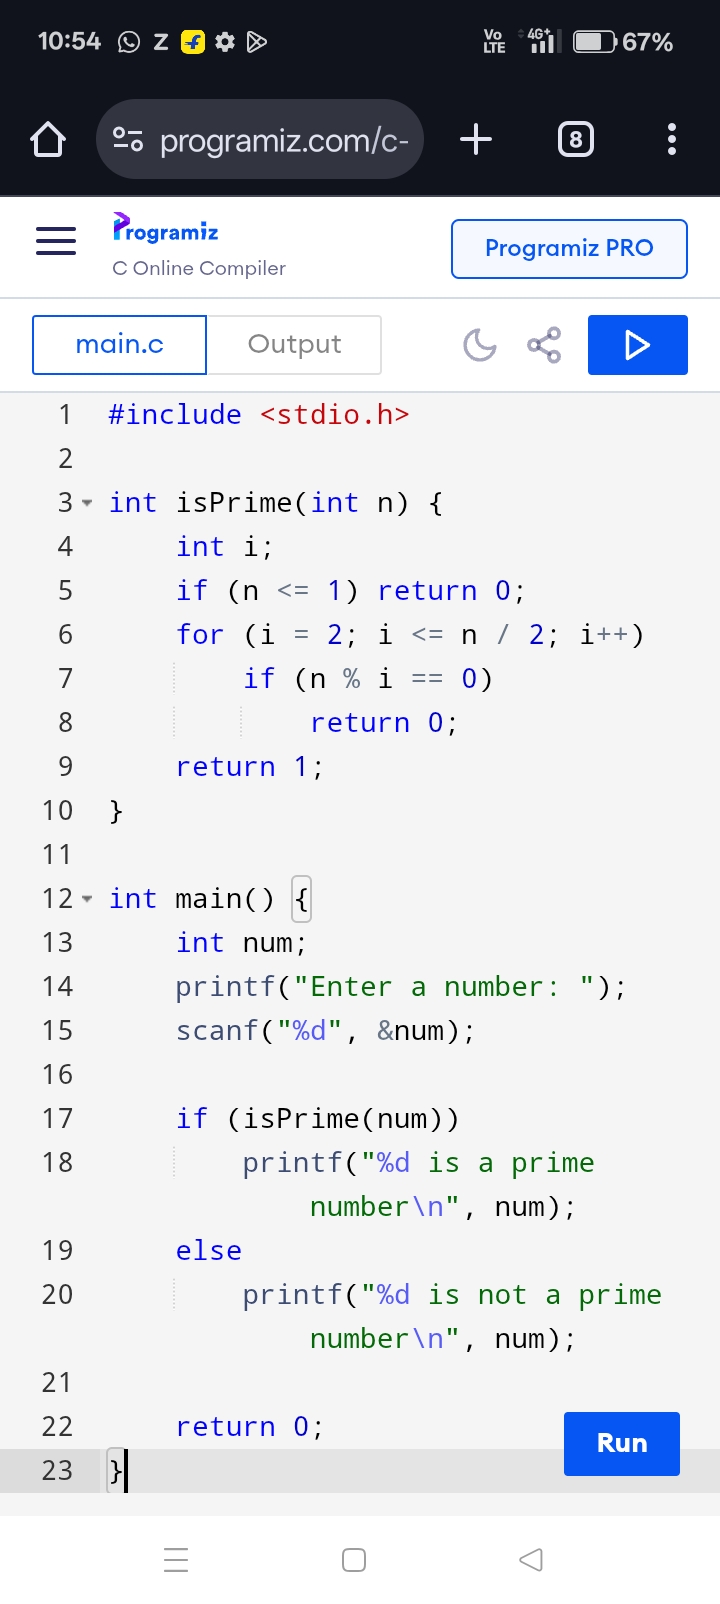 10:54 Z Vo LTE 4G+ 67%
programiz.com/c- 8
Programiz
C Online Compiler
Programiz PRO
main.c Output
1 #include <stdio.h>
2
3 int isPrime(int n) {
4     int i;
5     if (n <= 1) return 0;
6     for (i = 2; i <= n / 2; i++)
7         if (n % i == 0)
8             return 0;
9     return 1;
10 }
11
12 int main() {
13     int num;
14     printf("Enter a number: ");
15     scanf("%d", &num);
16
17     if (isPrime(num))
18         printf("%d is a prime
            number\n", num);
19     else
20         printf("%d is not a prime
            number\n", num);
21
22     return 0;
Run
23 }